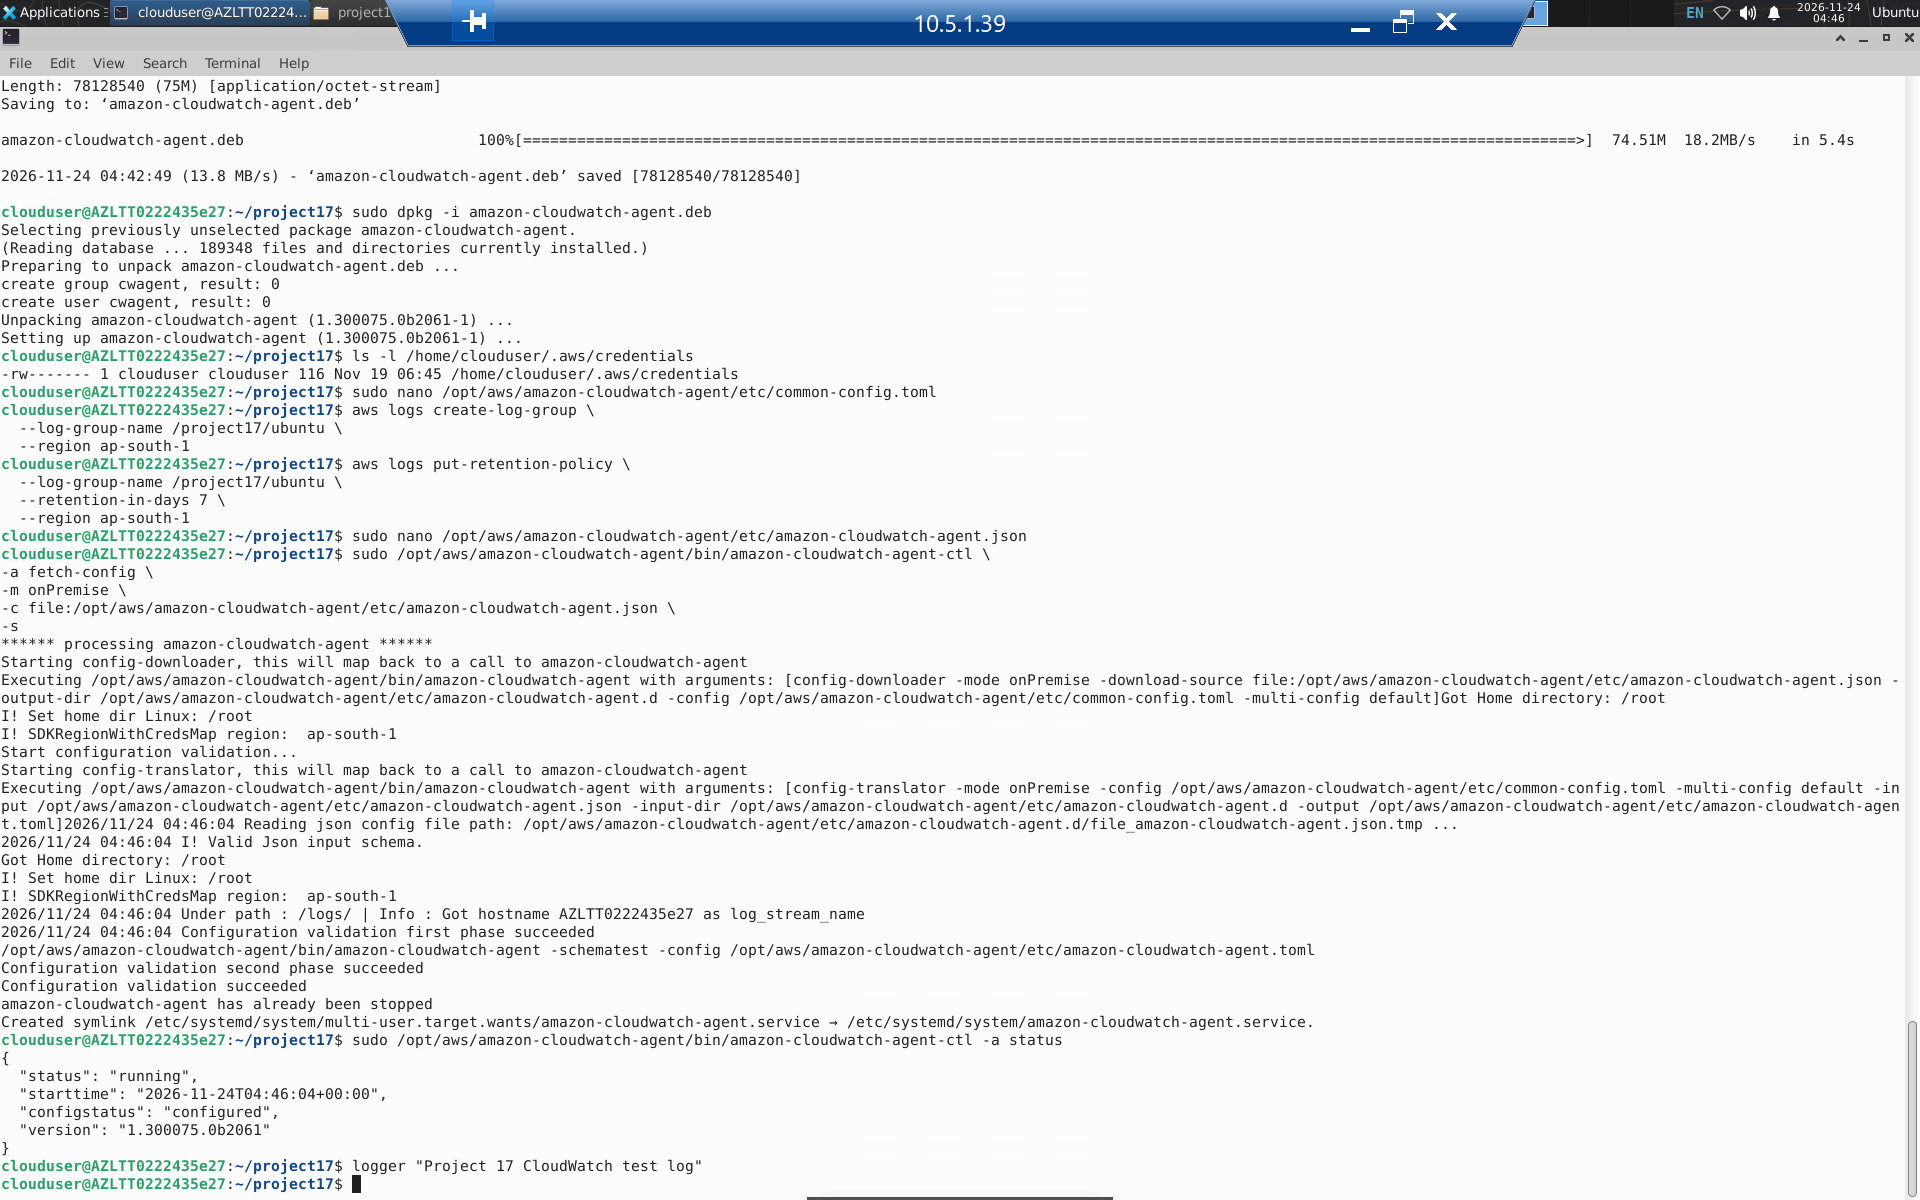 Applications
clouduser@AZLTT02224...
project1
10.5.1.39
EN
2026-11-24
04:46
Ubuntu
File Edit View Search Terminal Help
Length: 78128540 (75M) [application/octet-stream]
Saving to: ‘amazon-cloudwatch-agent.deb’
amazon-cloudwatch-agent.deb 100%[=====================================================================================================================>] 74.51M 18.2MB/s in 5.4s
2026-11-24 04:42:49 (13.8 MB/s) - ‘amazon-cloudwatch-agent.deb’ saved [78128540/78128540]
clouduser@AZLTT0222435e27:~/project17$ sudo dpkg -i amazon-cloudwatch-agent.deb
Selecting previously unselected package amazon-cloudwatch-agent.
(Reading database ... 189348 files and directories currently installed.)
Preparing to unpack amazon-cloudwatch-agent.deb ...
create group cwagent, result: 0
create user cwagent, result: 0
Unpacking amazon-cloudwatch-agent (1.300075.0b2061-1) ...
Setting up amazon-cloudwatch-agent (1.300075.0b2061-1) ...
clouduser@AZLTT0222435e27:~/project17$ ls -l /home/clouduser/.aws/credentials
-rw------- 1 clouduser clouduser 116 Nov 19 06:45 /home/clouduser/.aws/credentials
clouduser@AZLTT0222435e27:~/project17$ sudo nano /opt/aws/amazon-cloudwatch-agent/etc/common-config.toml
clouduser@AZLTT0222435e27:~/project17$ aws logs create-log-group \
  --log-group-name /project17/ubuntu \
  --region ap-south-1
clouduser@AZLTT0222435e27:~/project17$ aws logs put-retention-policy \
  --log-group-name /project17/ubuntu \
  --retention-in-days 7 \
  --region ap-south-1
clouduser@AZLTT0222435e27:~/project17$ sudo nano /opt/aws/amazon-cloudwatch-agent/etc/amazon-cloudwatch-agent.json
clouduser@AZLTT0222435e27:~/project17$ sudo /opt/aws/amazon-cloudwatch-agent/bin/amazon-cloudwatch-agent-ctl \
-a fetch-config \
-m onPremise \
-c file:/opt/aws/amazon-cloudwatch-agent/etc/amazon-cloudwatch-agent.json \
-s
****** processing amazon-cloudwatch-agent ******
Starting config-downloader, this will map back to a call to amazon-cloudwatch-agent
Executing /opt/aws/amazon-cloudwatch-agent/bin/amazon-cloudwatch-agent with arguments: [config-downloader -mode onPremise -download-source file:/opt/aws/amazon-cloudwatch-agent/etc/amazon-cloudwatch-agent.json -
output-dir /opt/aws/amazon-cloudwatch-agent/etc/amazon-cloudwatch-agent.d -config /opt/aws/amazon-cloudwatch-agent/etc/common-config.toml -multi-config default]Got Home directory: /root
I! Set home dir Linux: /root
I! SDKRegionWithCredsMap region:  ap-south-1
Start configuration validation...
Starting config-translator, this will map back to a call to amazon-cloudwatch-agent
Executing /opt/aws/amazon-cloudwatch-agent/bin/amazon-cloudwatch-agent with arguments: [config-translator -mode onPremise -config /opt/aws/amazon-cloudwatch-agent/etc/common-config.toml -multi-config default -in
put /opt/aws/amazon-cloudwatch-agent/etc/amazon-cloudwatch-agent.json -input-dir /opt/aws/amazon-cloudwatch-agent/etc/amazon-cloudwatch-agent.d -output /opt/aws/amazon-cloudwatch-agent/etc/amazon-cloudwatch-agen
t.toml]2026/11/24 04:46:04 Reading json config file path: /opt/aws/amazon-cloudwatch-agent/etc/amazon-cloudwatch-agent.d/file_amazon-cloudwatch-agent.json.tmp ...
2026/11/24 04:46:04 I! Valid Json input schema.
Got Home directory: /root
I! Set home dir Linux: /root
I! SDKRegionWithCredsMap region:  ap-south-1
2026/11/24 04:46:04 Under path : /logs/ | Info : Got hostname AZLTT0222435e27 as log_stream_name
2026/11/24 04:46:04 Configuration validation first phase succeeded
/opt/aws/amazon-cloudwatch-agent/bin/amazon-cloudwatch-agent -schematest -config /opt/aws/amazon-cloudwatch-agent/etc/amazon-cloudwatch-agent.toml
Configuration validation second phase succeeded
Configuration validation succeeded
amazon-cloudwatch-agent has already been stopped
Created symlink /etc/systemd/system/multi-user.target.wants/amazon-cloudwatch-agent.service → /etc/systemd/system/amazon-cloudwatch-agent.service.
clouduser@AZLTT0222435e27:~/project17$ sudo /opt/aws/amazon-cloudwatch-agent/bin/amazon-cloudwatch-agent-ctl -a status
{
  "status": "running",
  "starttime": "2026-11-24T04:46:04+00:00",
  "configstatus": "configured",
  "version": "1.300075.0b2061"
}
clouduser@AZLTT0222435e27:~/project17$ logger "Project 17 CloudWatch test log"
clouduser@AZLTT0222435e27:~/project17$